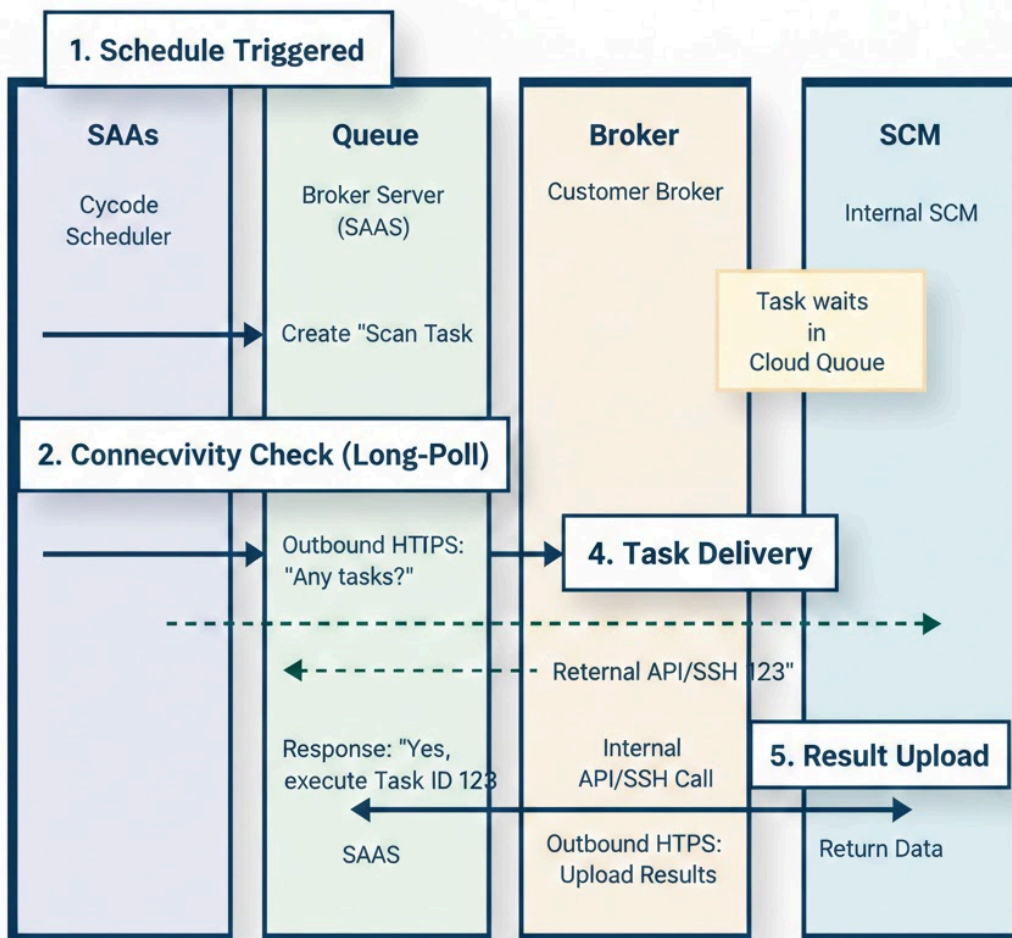 1. Schedule Triggered
SAAs
Queue
Broker
SCM
Cycode
Scheduler
Broker Server
(SAAS)
Customer Broker
Internal SCM
Task waits
in
Cloud Quoue
Create "Scan Task
2. Connecvivity Check (Long-Poll)
Outbound HTIPS:
"Any tasks?"
4. Task Delivery
Reternal API/SSH 123"
Response: "Yes,
execute Task ID 123
Internal
API/SSH Call
5. Result Upload
SAAS
Outbound HTPS:
Upload Results
Return Data